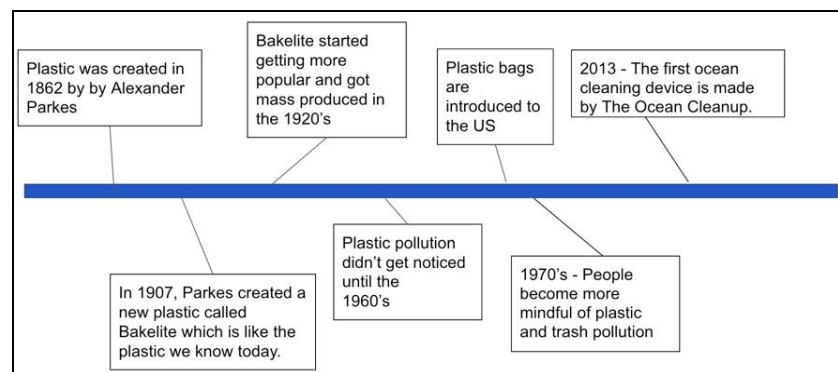 Plastic was created in
1862 by by Alexander
Parkes
In 1907, Parkes created a
new plastic called
Bakelite which is like the
plastic we know today.
Bakelite started
getting more
popular and got
mass produced in
the 1920's
Plastic pollution
didn't get noticed
until the
1960's
Plastic bags
are
introduced to
the US
1970's - People
become more
mindful of plastic
and trash pollution
2013 - The first ocean
cleaning device is made
by The Ocean Cleanup.